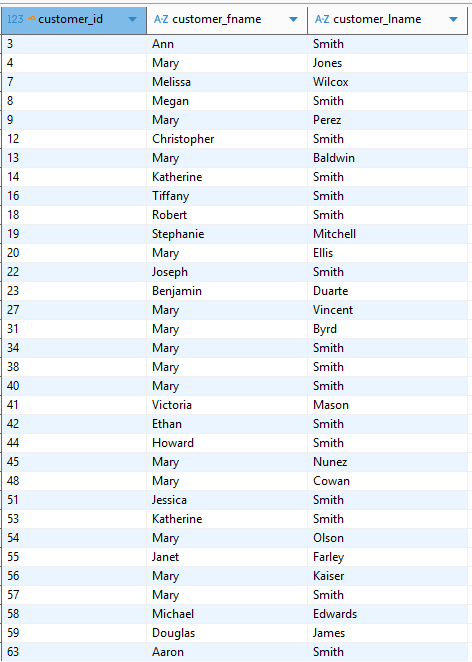 123 customer_id A-Z customer_fname A-Z customer_lname
3 Ann Smith
4 Mary Jones
7 Melissa Wilcox
8 Megan Smith
9 Mary Perez
12 Christopher Smith
13 Mary Baldwin
14 Katherine Smith
16 Tiffany Smith
18 Robert Smith
19 Stephanie Mitchell
20 Mary Ellis
22 Joseph Smith
23 Benjamin Duarte
27 Mary Vincent
31 Mary Byrd
34 Mary Smith
38 Mary Smith
40 Mary Smith
41 Victoria Mason
42 Ethan Smith
44 Howard Smith
45 Mary Nunez
48 Mary Cowan
51 Jessica Smith
53 Katherine Smith
54 Mary Olson
55 Janet Farley
56 Mary Kaiser
57 Mary Smith
58 Michael Edwards
59 Douglas James
63 Aaron Smith